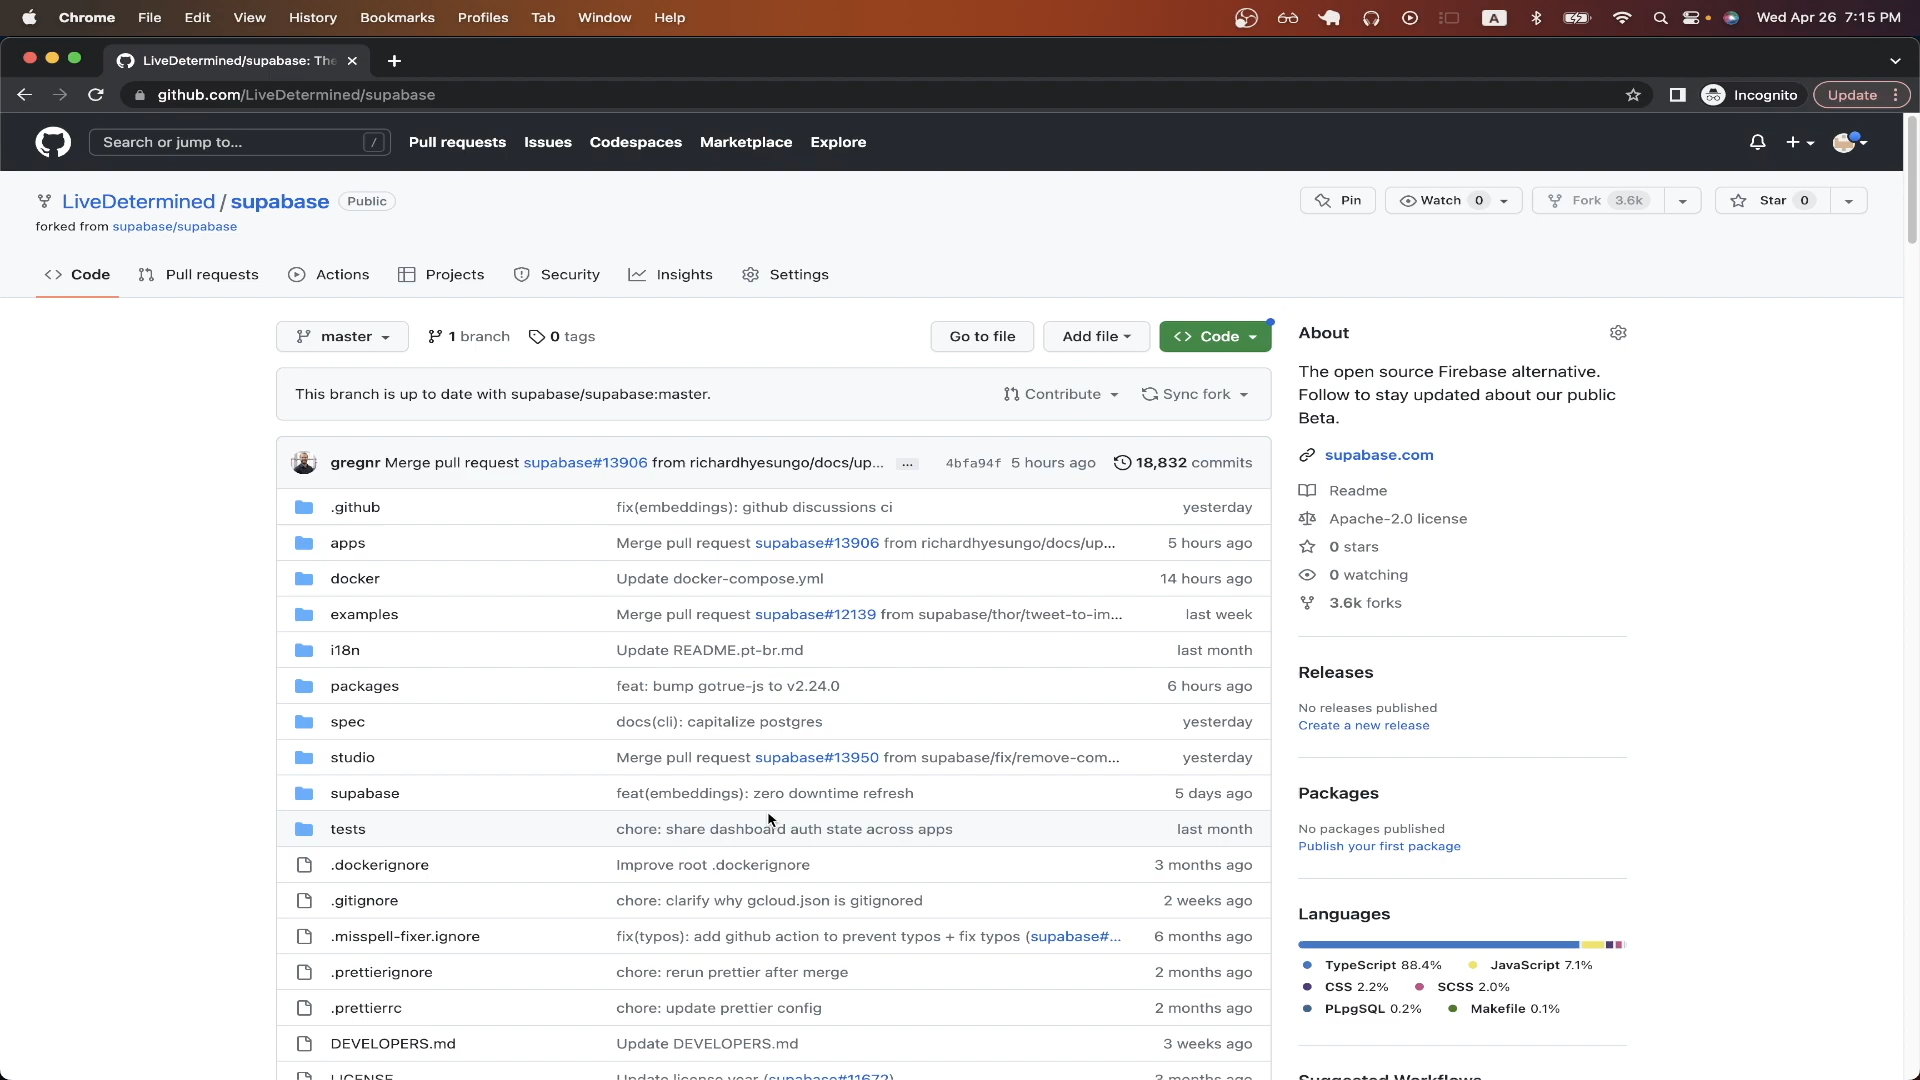 Chrome File Edit View History Bookmarks Profiles Tab Window Help A Wed Apr 26 7:15 PM
LiveDetermined/supabase: The
github.com/LiveDetermined/supabase Incognito Update
Search or jump to... / Pull requests Issues Codespaces Marketplace Explore
LiveDetermined / supabase Public Pin Watch 0 Fork 3.6k Star 0
forked from supabase/supabase
Code Pull requests Actions Projects Security Insights Settings
master 1 branch 0 tags Go to file Add file Code
This branch is up to date with supabase/supabase:master. Contribute Sync fork
gregnr Merge pull request supabase#13906 from richardhyesungo/docs/up... ... 4bfa94f 5 hours ago 18,832 commits
.github fix(embeddings): github discussions ci yesterday
apps Merge pull request supabase#13906 from richardhyesungo/docs/up... 5 hours ago
docker Update docker-compose.yml 14 hours ago
examples Merge pull request supabase#12139 from supabase/thor/tweet-to-im... last week
i18n Update README.pt-br.md last month
packages feat: bump gotrue-js to v2.24.0 6 hours ago
spec docs(cli): capitalize postgres yesterday
studio Merge pull request supabase#13950 from supabase/fix/remove-com... yesterday
supabase feat(embeddings): zero downtime refresh 5 days ago
tests chore: share dashboard auth state across apps last month
.dockerignore Improve root .dockerignore 3 months ago
.gitignore chore: clarify why gcloud.json is gitignored 2 weeks ago
.misspell-fixer.ignore fix(typos): add github action to prevent typos + fix typos (supabase#... 6 months ago
.prettierignore chore: rerun prettier after merge 2 months ago
.prettierrc chore: update prettier config 2 months ago
DEVELOPERS.md Update DEVELOPERS.md 3 weeks ago
LICENSE Update license year (supabase#11672) 3 months ago
About
The open source Firebase alternative.
Follow to stay updated about our public
Beta.
supabase.com
Readme
Apache-2.0 license
0 stars
0 watching
3.6k forks
Releases
No releases published
Create a new release
Packages
No packages published
Publish your first package
Languages
TypeScript 88.4% JavaScript 7.1%
CSS 2.2% SCSS 2.0%
PLpgSQL 0.2% Makefile 0.1%
Suggested Workflows